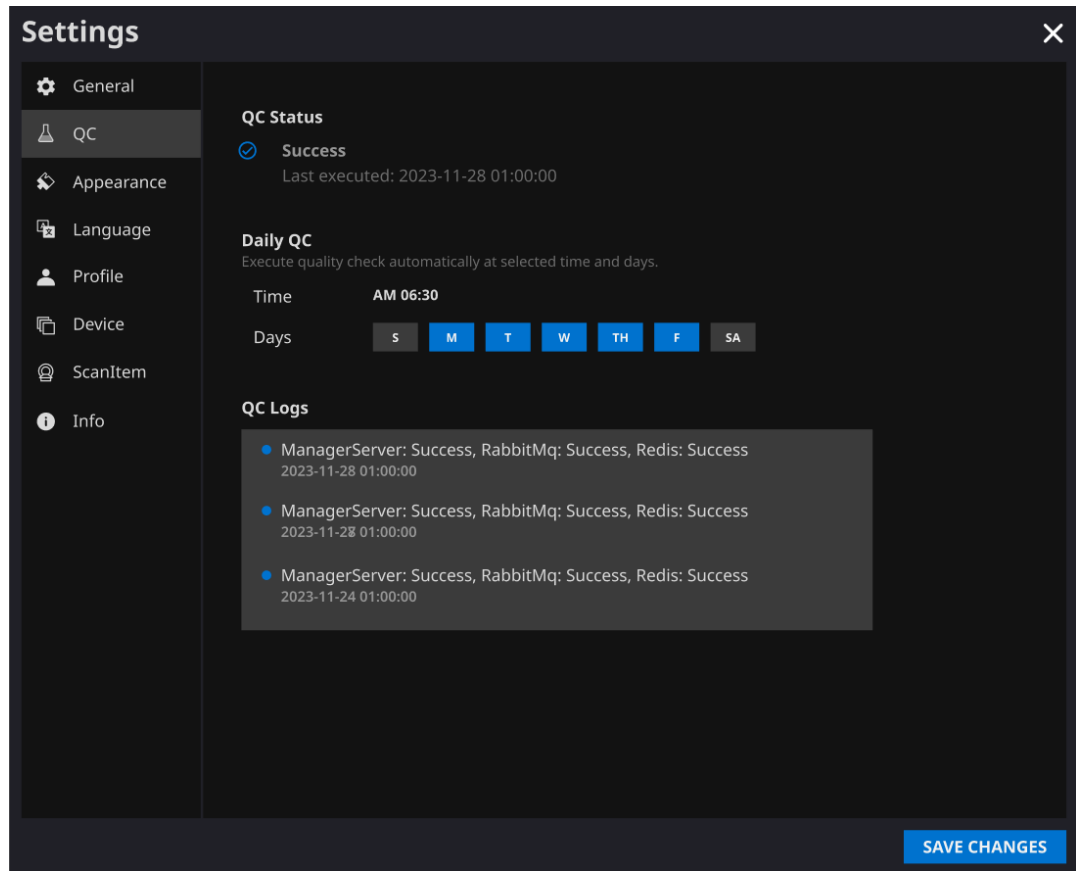 Settings
General
QC
Appearance
Language
Profile
Device
ScanItem
Info
QC Status
Success
Last executed: 2023-11-28 01:00:00
Daily QC
Execute quality check automatically at selected time and days.
Time AM 06:30
Days S M T W TH F SA
QC Logs
ManagerServer: Success, RabbitMq: Success, Redis: Success
2023-11-28 01:00:00
ManagerServer: Success, RabbitMq: Success, Redis: Success
01:00:00
ManagerServer: Success, RabbitMq: Success, Redis: Success
2023-11-24 01:00:00
SAVE CHANGES